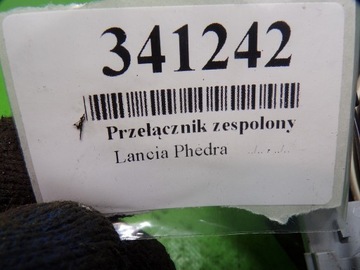 341242
Przełącznik zespolony
Lancia Phedra